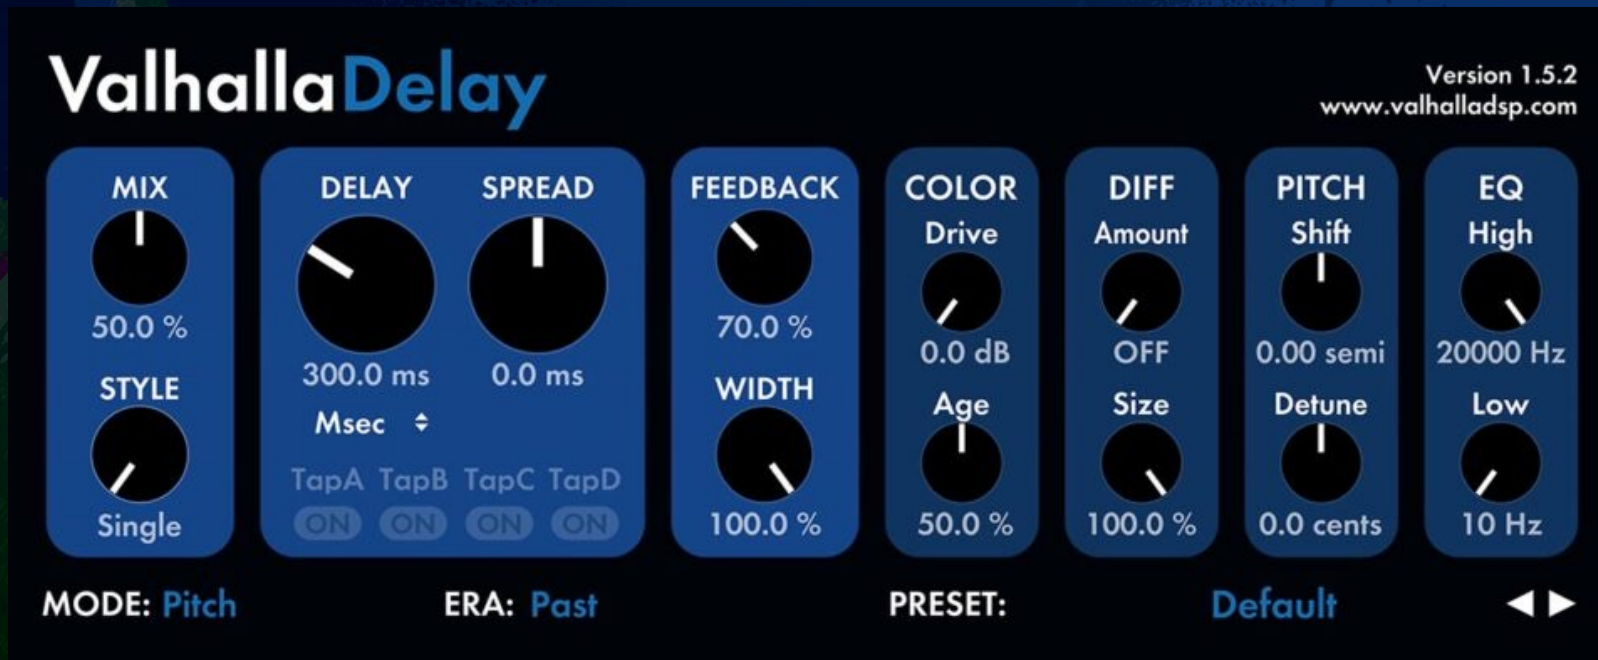 ValhallaDelay
Version 1.5.2
www.valhalladsp.com
MIX
50.0 %
STYLE
Single
DELAY SPREAD
300.0 ms 0.0 ms
Msec
TapA TapB TapC TapD
ON ON ON ON
FEEDBACK
70.0 %
WIDTH
100.0 %
COLOR
Drive
0.0 dB
Age
50.0 %
DIFF
Amount
OFF
Size
100.0 %
PITCH
Shift
0.00 semi
Detune
0.0 cents
EQ
High
20000 Hz
Low
10 Hz
MODE: Pitch ERA: Past PRESET: Default